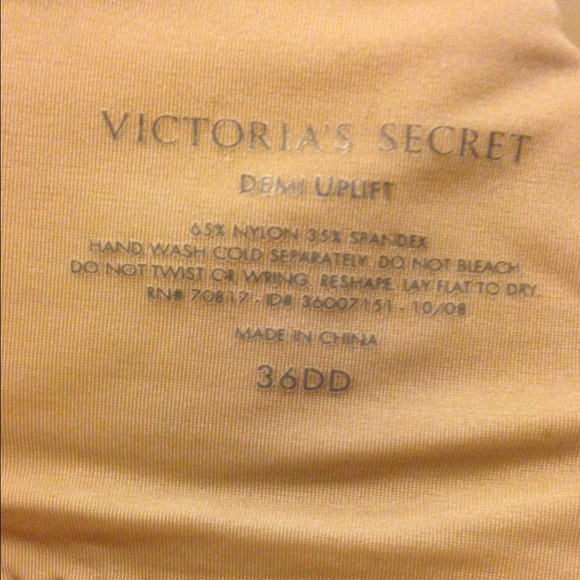 VICTORIA'S SECRET
DEMI UPLIFT
65% NYLON 35% SPANDEX
HAND WASH COLD SEPARATELY. DO NOT BLEACH.
DO NOT TWIST OR WRING. RESHAPE, LAY FLAT TO DRY.
RN# 70817 - ID# 36007151 - 10/08
MADE IN CHINA
36DD